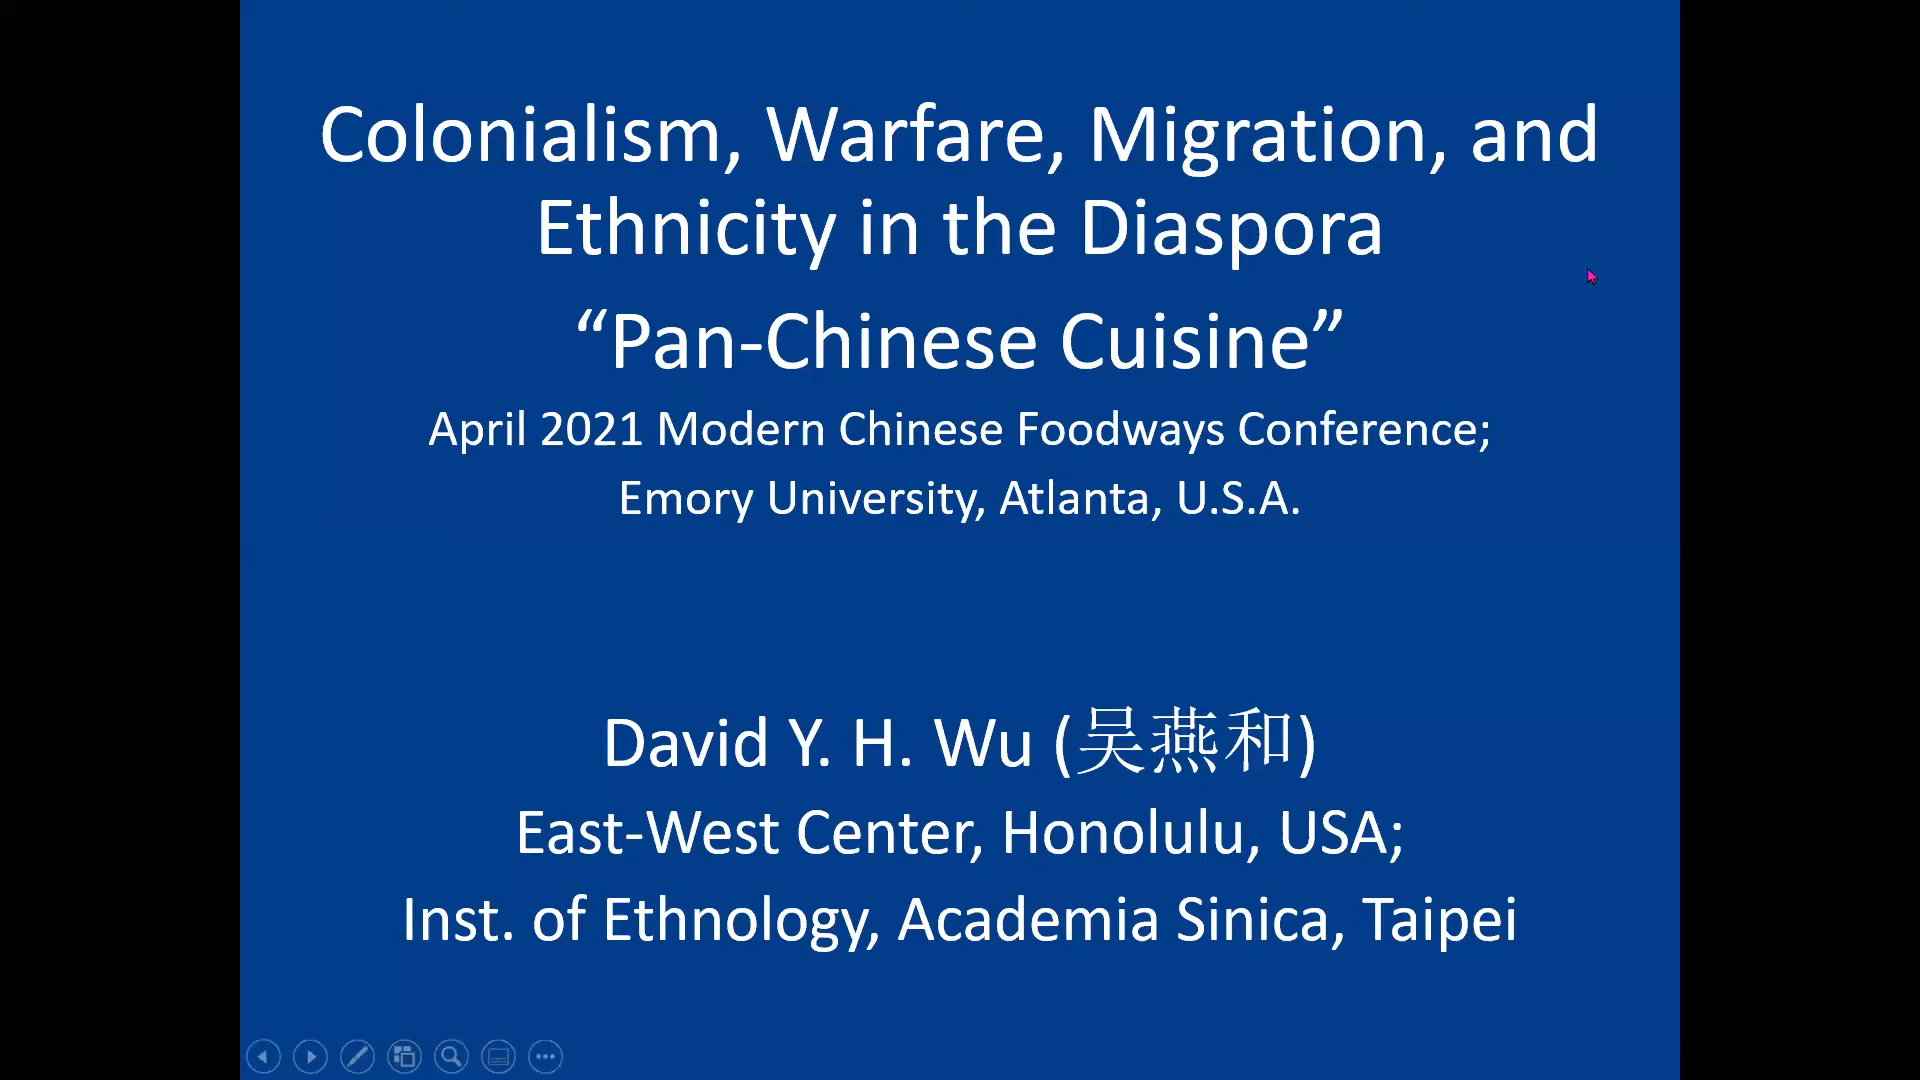 Colonialism, Warfare, Migration, and
Ethnicity in the Diaspora
“Pan-Chinese Cuisine”
April 2021 Modern Chinese Foodways Conference;
Emory University, Atlanta, U.S.A.
David Y. H. Wu (吴燕和)
East-West Center, Honolulu, USA;
Inst. of Ethnology, Academia Sinica, Taipei